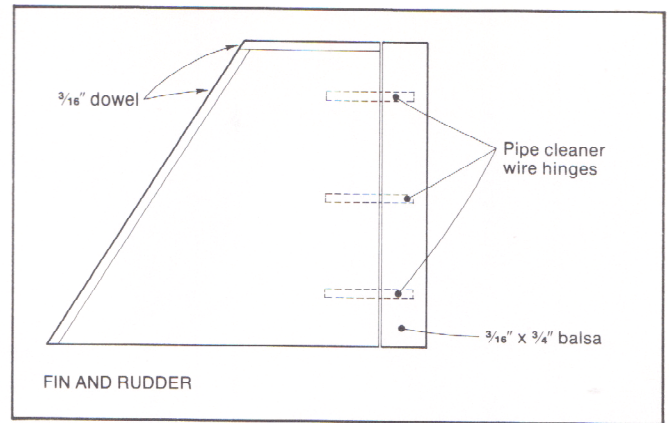 ³⁄₁₆″ dowel
Pipe cleaner
wire hinges
³⁄₁₆″ x ¾″ balsa
FIN AND RUDDER